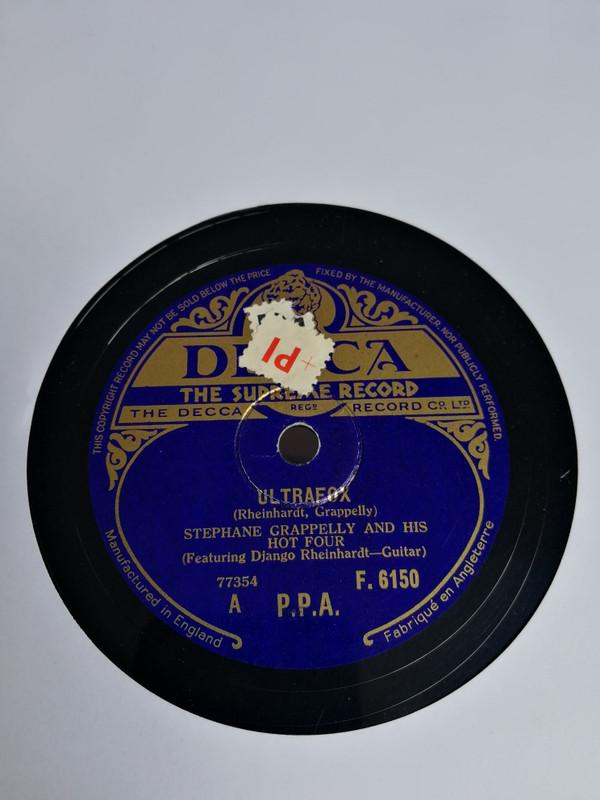 THIS COPYRIGHT RECORD MAY NOT BE SOLD BELOW THE PRICE FIXED BY THE MANUFACTURER, NOR PUBLICLY PERFORMED.
DECCA
THE SUPREME RECORD
THE DECCA REGD RECORD CO. LTD
ULTRAFOX
(Rheinhardt, Grappelly)
STEPHANE GRAPPELLY AND HIS
HOT FOUR
(Featuring Django Rheinhardt—Guitar)
77354 F. 6150
A P.P.A.
Manufactured in England
Fabriqué en Angleterre